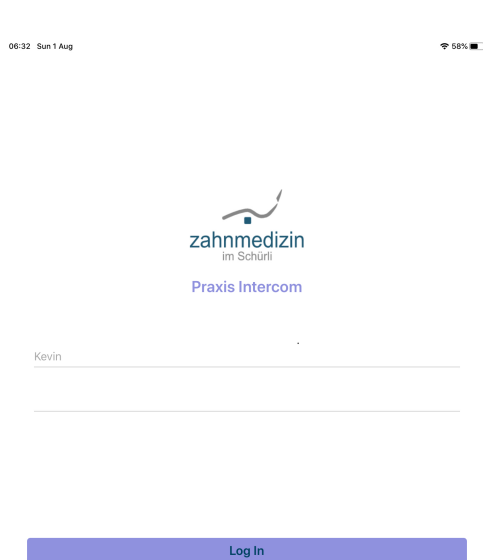 06:32 Sun 1 Aug 58%
zahnmedizin
im Schürli
Praxis Intercom
Kevin
Log In